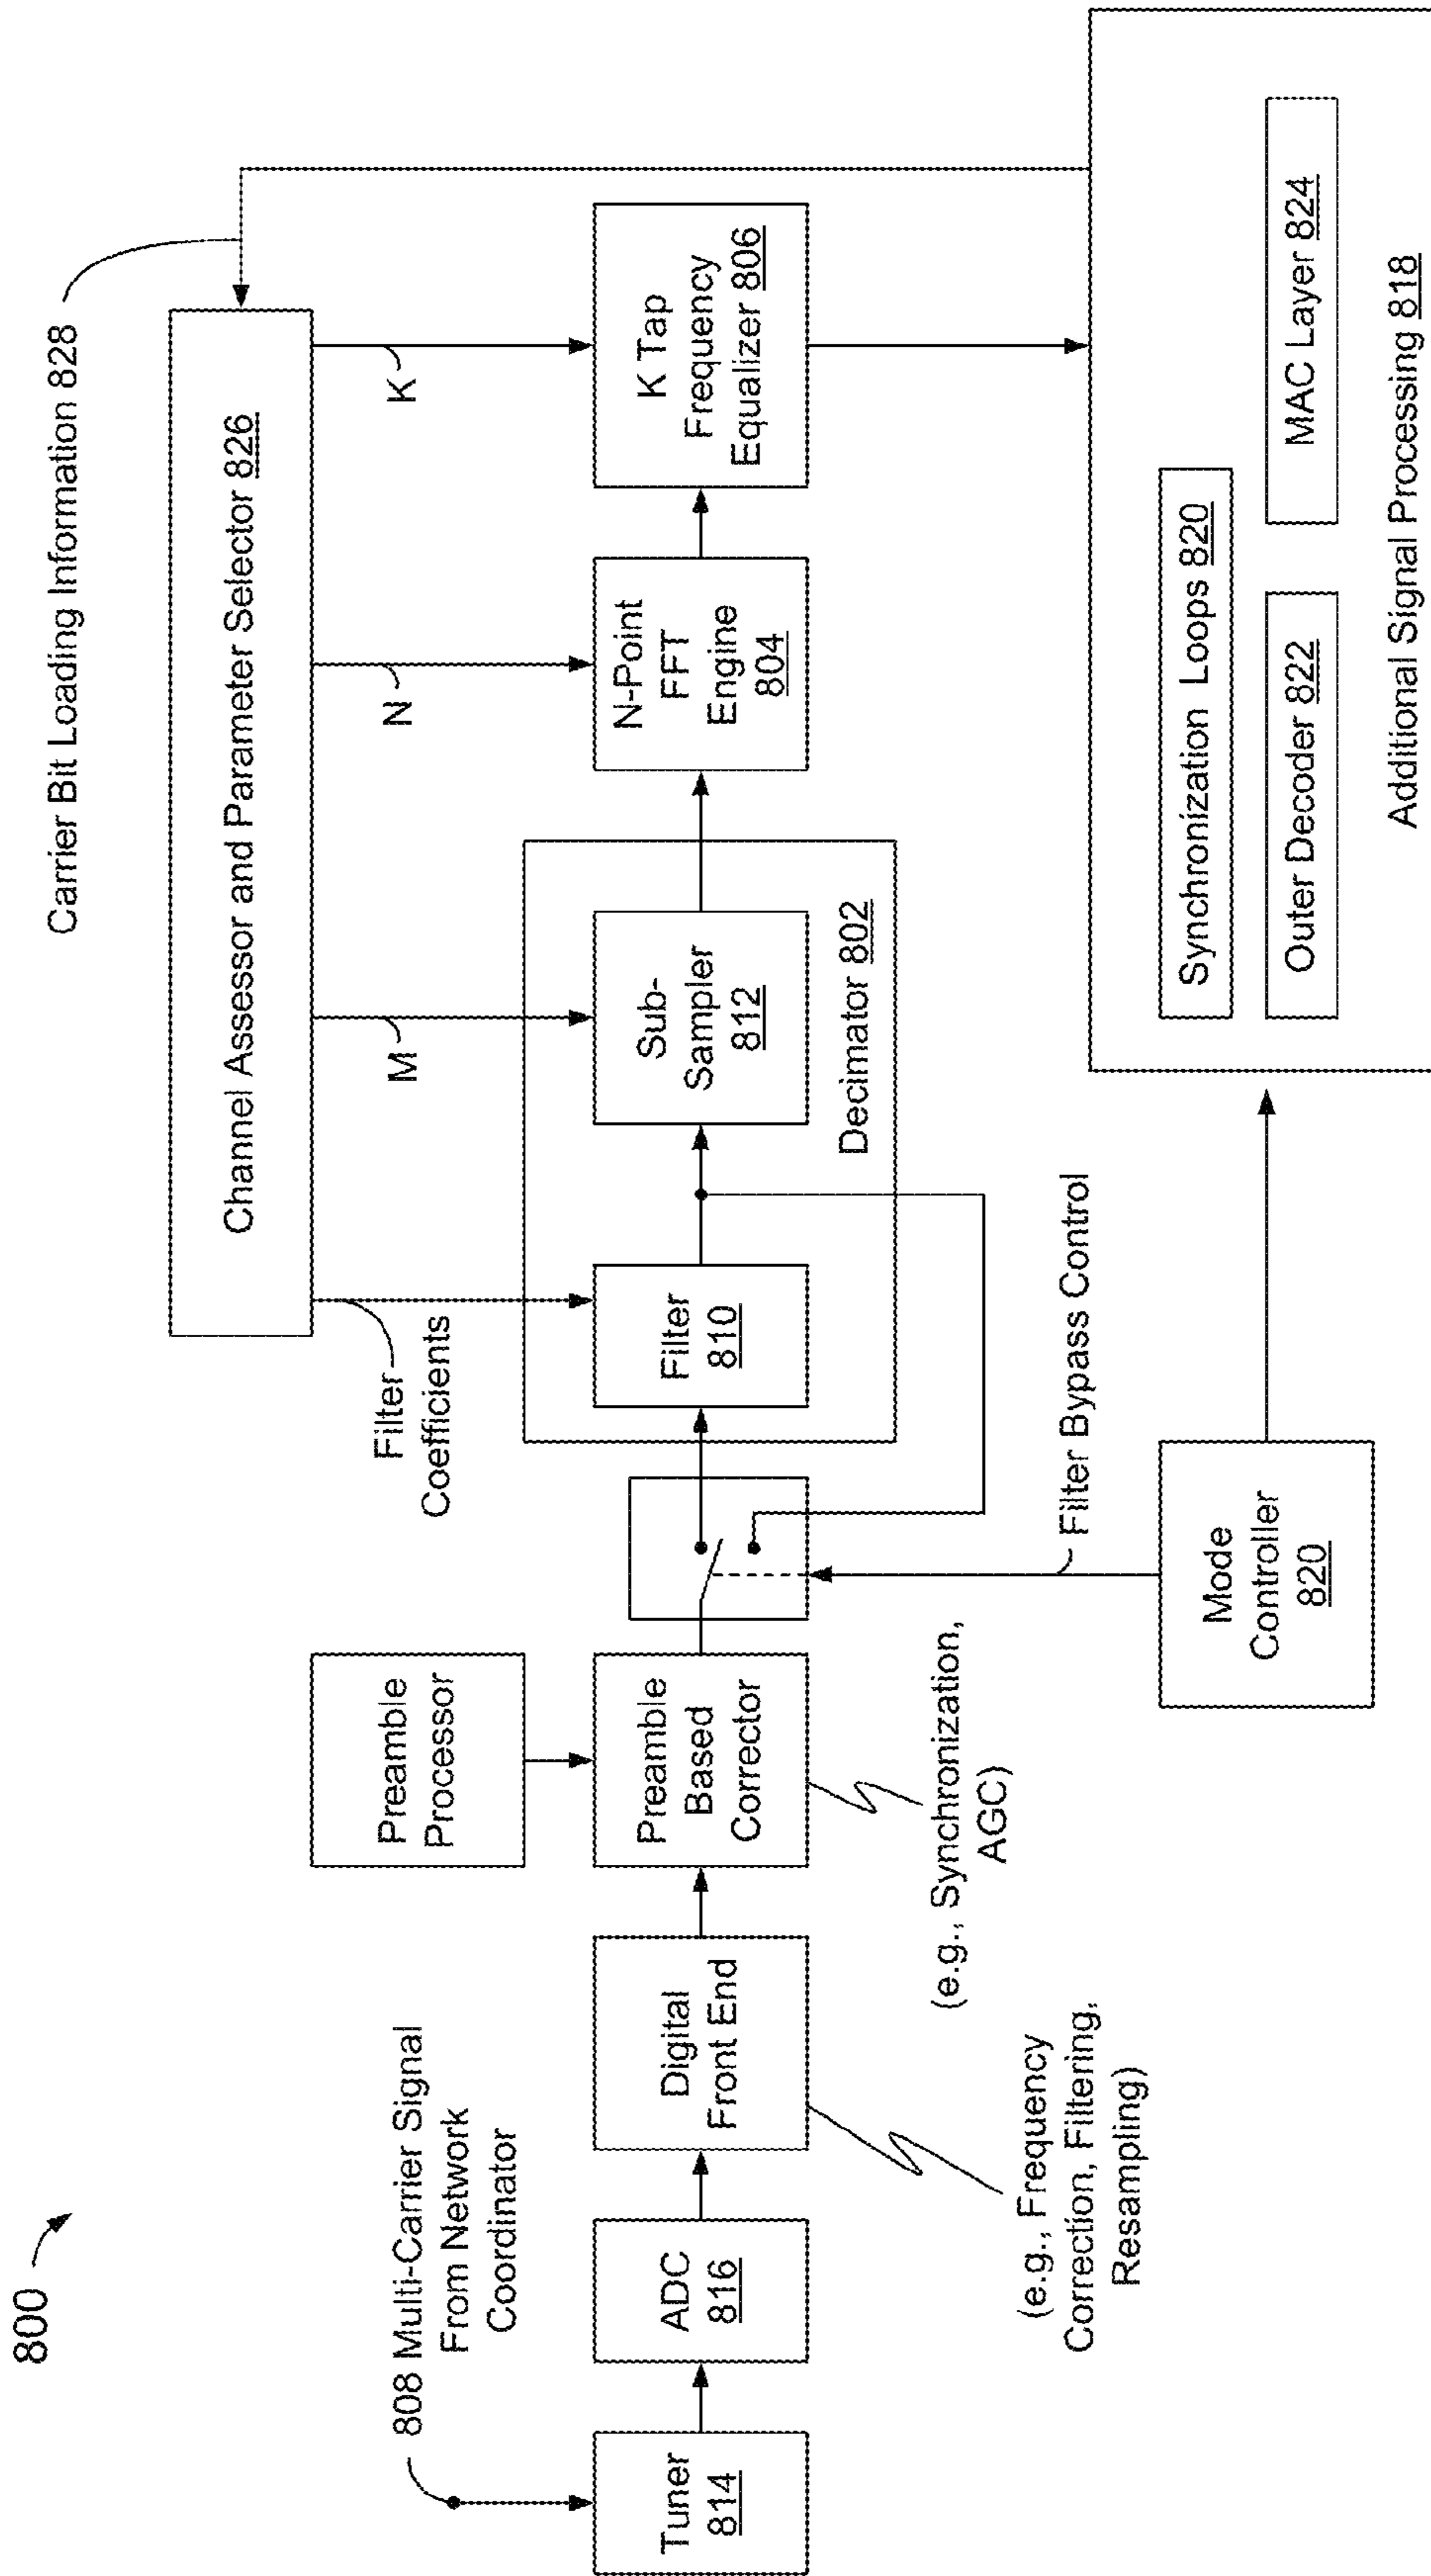 800
Carrier Bit Loading Information 828
Channel Assessor and Parameter Selector 826
808 Multi-Carrier Signal
From Network
Coordinator
Preamble
Processor
Filter
Coefficients
M
N
K
Tuner
814
ADC
816
Digital
Front End
Preamble
Based
Corrector
Filter
810
Sub-
Sampler
812
Decimator 802
N-Point
FFT
Engine
804
K Tap
Frequency
Equalizer 806
(e.g., Frequency
Correction, Filtering,
Resampling)
(e.g., Synchronization,
AGC)
Filter Bypass Control
Mode
Controller
820
Synchronization Loops 820
Outer Decoder 822
MAC Layer 824
Additional Signal Processing 818